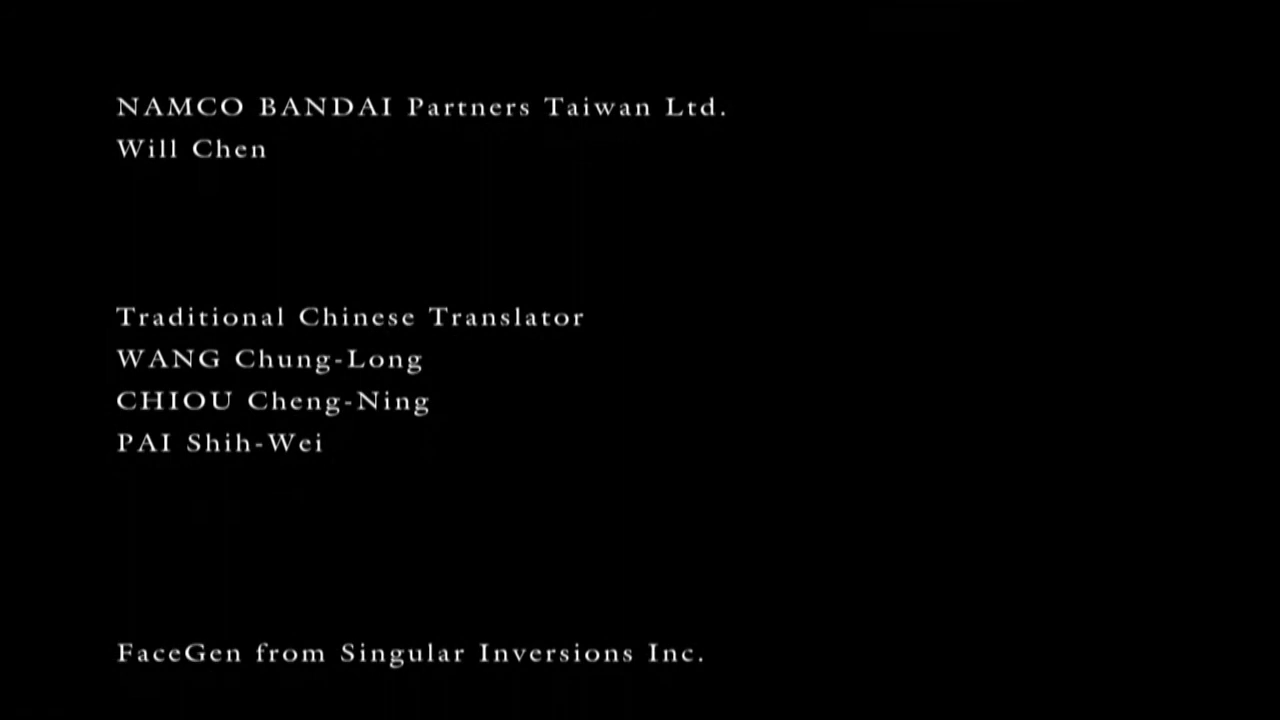 NAMCO BANDAI Partners Taiwan Ltd.
Will Chen
Traditional Chinese Translator
WANG Chung-Long
CHIOU Cheng-Ning
PAI Shih-Wei
FaceGen from Singular Inversions Inc.